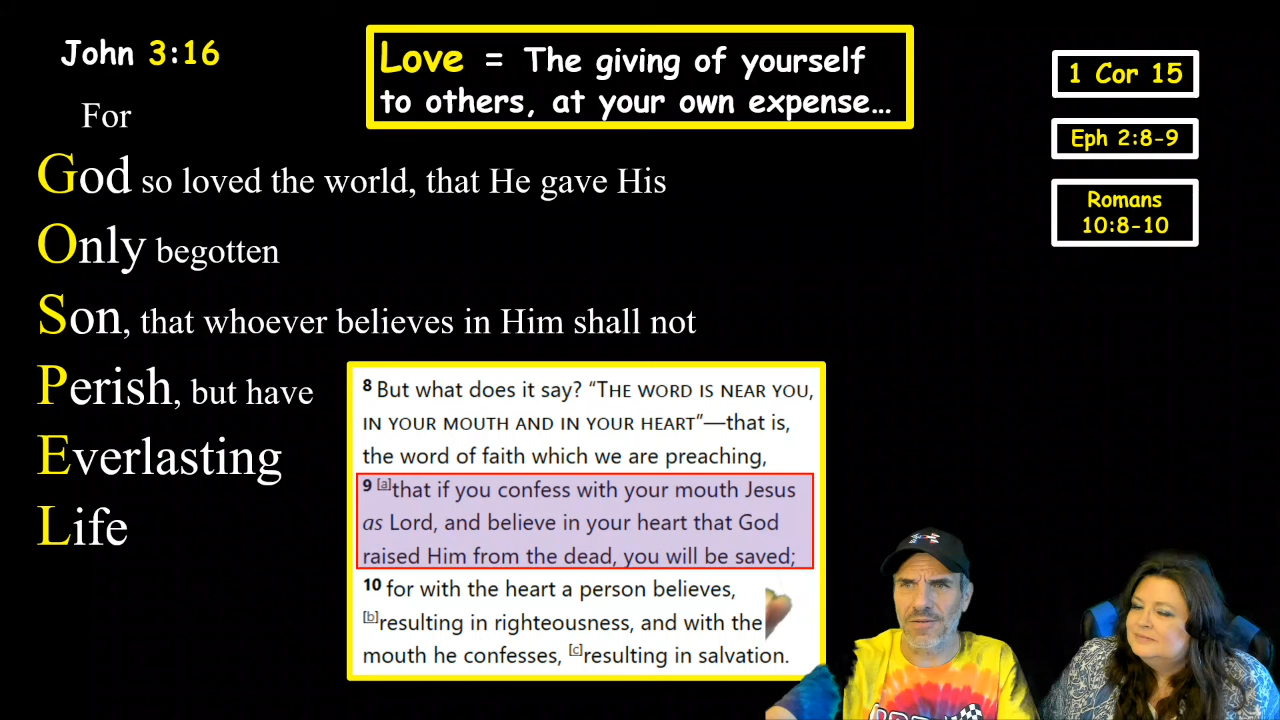 John 3:16
For
God so loved the world, that He gave His
Only begotten
Son, that whoever believes in Him shall not
Perish, but have
Everlasting
Life
Love = The giving of yourself
to others, at your own expense…
1 Cor 15
Eph 2:8-9
Romans
10:8-10
8 But what does it say? “THE WORD IS NEAR YOU,
IN YOUR MOUTH AND IN YOUR HEART”—that is,
the word of faith which we are preaching,
9 [a]that if you confess with your mouth Jesus
as Lord, and believe in your heart that God
raised Him from the dead, you will be saved;
10 for with the heart a person believes,
[b]resulting in righteousness, and with the
mouth he confesses, [c]resulting in salvation.